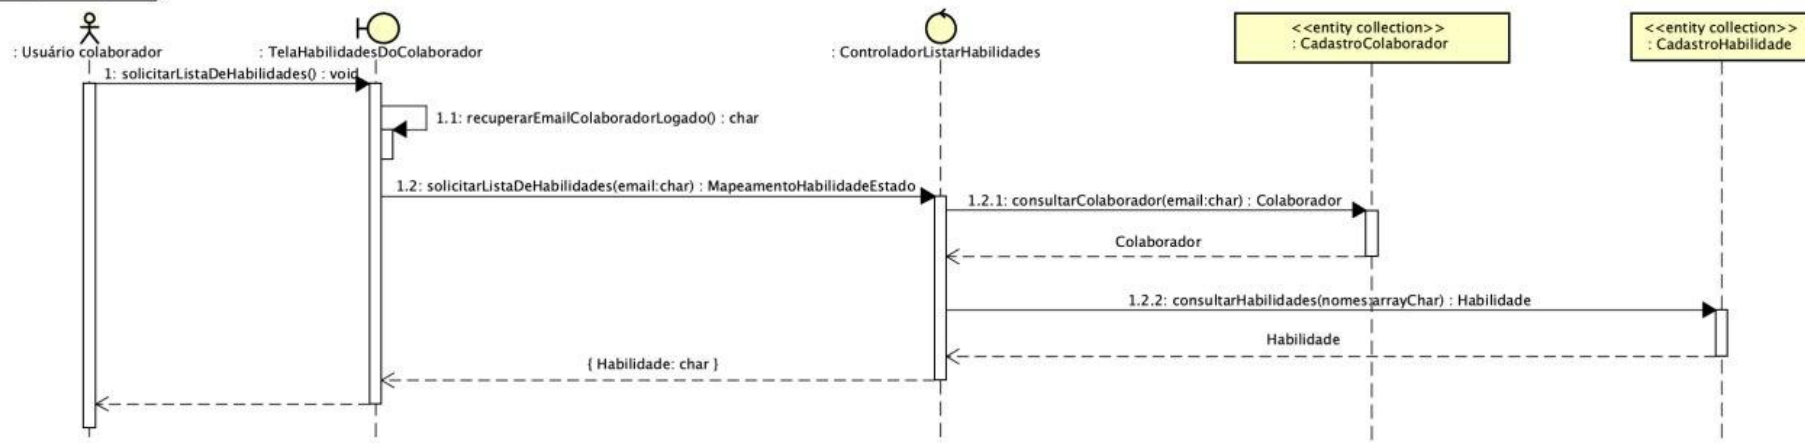 <<entity collection>>
: CadastroColaborador
<<entity collection>>
: CadastroHabilidade
: Usuário colaborador
: TelaHabilidadesDoColaborador
: ControladorListarHabilidades
1: solicitarListaDeHabilidades() : void
1.1: recuperarEmailColaboradorLogado() : char
1.2: solicitarListaDeHabilidades(email:char) : MapeamentoHabilidadeEstado
1.2.1: consultarColaborador(email:char) : Colaborador
Colaborador
1.2.2: consultarHabilidades(nomes:arrayChar) : Habilidade
Habilidade
{ Habilidade: char }